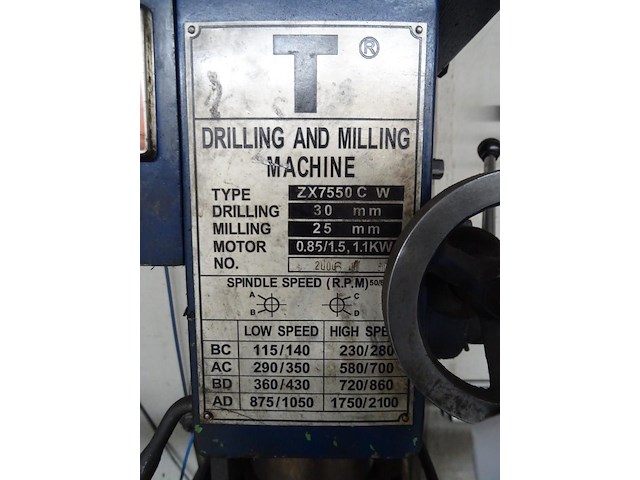 T ®
DRILLING AND MILLING
MACHINE
TYPE ZX7550 C W
DRILLING 30 mm
MILLING 25 mm
MOTOR 0.85/1.5, 1.1KW
NO.
SPINDLE SPEED (R.P.M)
A C
B D
LOW SPEED HIGH
BC 115/140 230/280
AC 290/350 580/700
BD 360/430 720/860
AD 875/1050 1750/2100